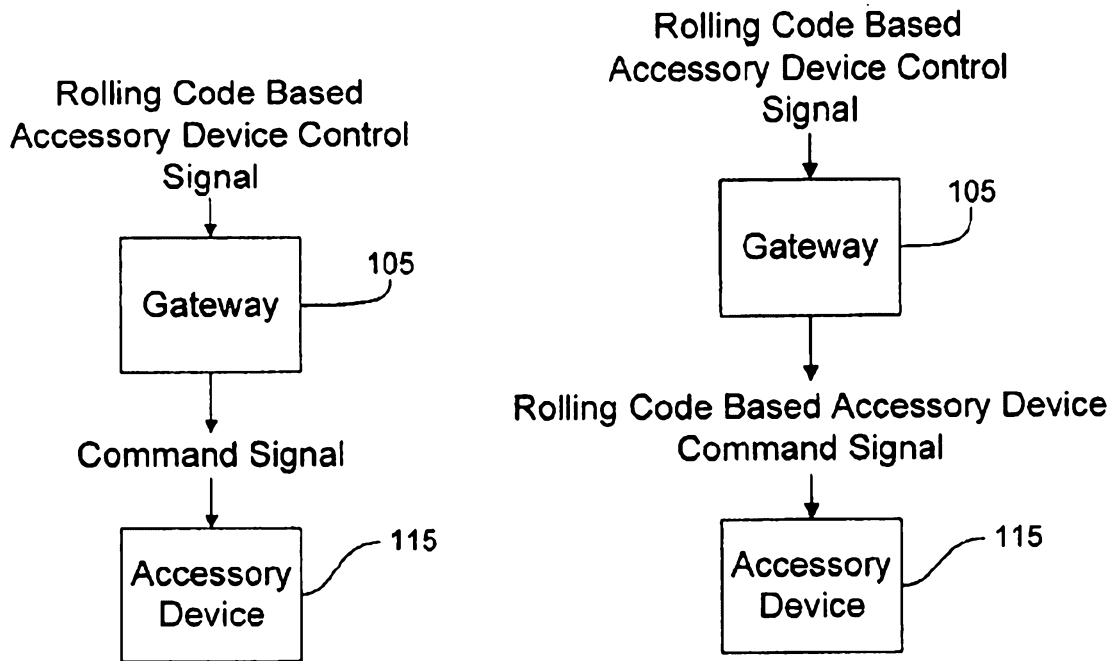 Rolling Code Based
Accessory Device Control
Signal
105
Gateway
Command Signal
115
Accessory
Device
Rolling Code Based
Accessory Device Control
Signal
105
Gateway
Rolling Code Based Accessory Device
Command Signal
115
Accessory
Device